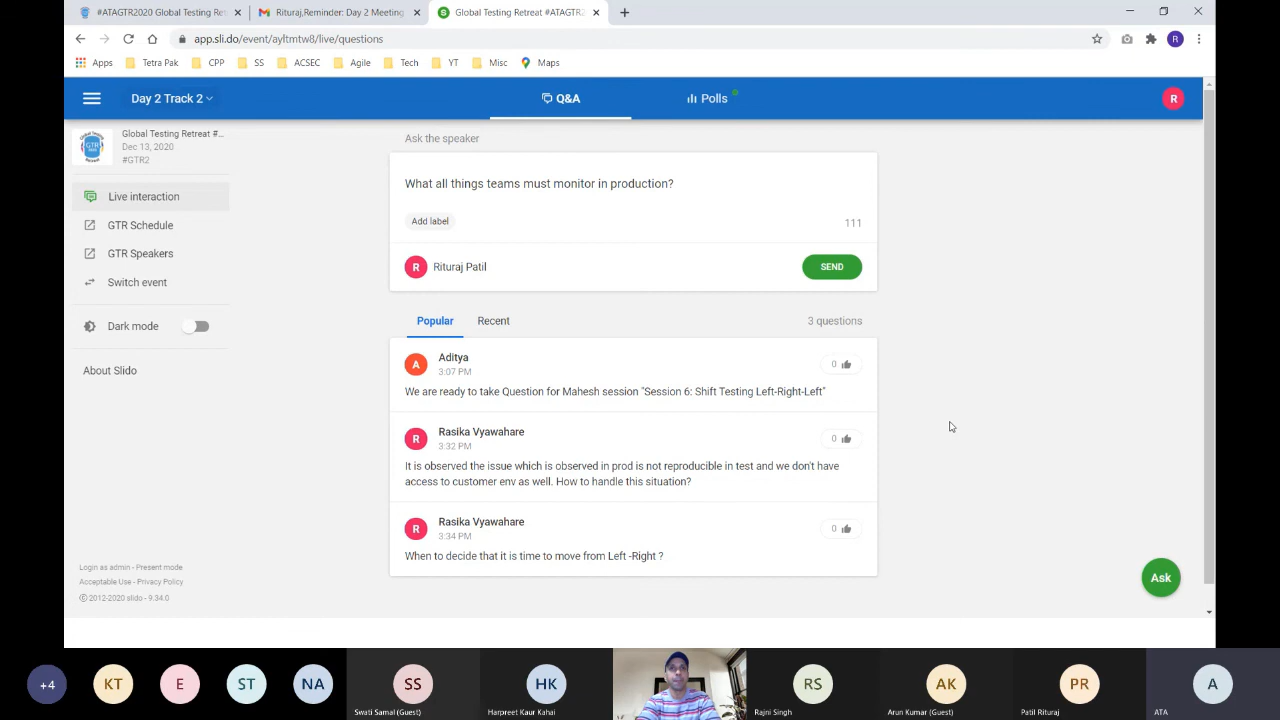 #ATAGTR2020 Global Testing Ret
Rituraj,Reminder: Day 2 Meeting
Global Testing Retreat #ATAGTR2
app.sli.do/event/ayltmtw8/live/questions
R
Apps
Tetra Pak
CPP
SS
ACSEC
Agile
Tech
YT
Misc
Maps
Day 2 Track 2
Q&A
Polls
R
Global Testing Retreat #...
Dec 13, 2020
#GTR2
Live interaction
GTR Schedule
GTR Speakers
Switch event
Dark mode
About Slido
Login as admin - Present mode
Acceptable Use - Privacy Policy
© 2012-2020 slido - 9.34.0
Ask the speaker
What all things teams must monitor in production?
Add label
111
R
Rituraj Patil
SEND
Popular
Recent
3 questions
A
Aditya
0
3:07 PM
We are ready to take Question for Mahesh session "Session 6: Shift Testing Left-Right-Left"
R
Rasika Vyawahare
0
3:32 PM
It is observed the issue which is observed in prod is not reproducible in test and we don't have
access to customer env as well. How to handle this situation?
R
Rasika Vyawahare
0
3:34 PM
When to decide that it is time to move from Left -Right ?
Ask
+4
KT
E
ST
NA
SS
Swati Samal (Guest)
HK
Harpreet Kaur Kahai
RS
Rajni Singh
AK
Arun Kumar (Guest)
PR
Patil Rituraj
A
ATA